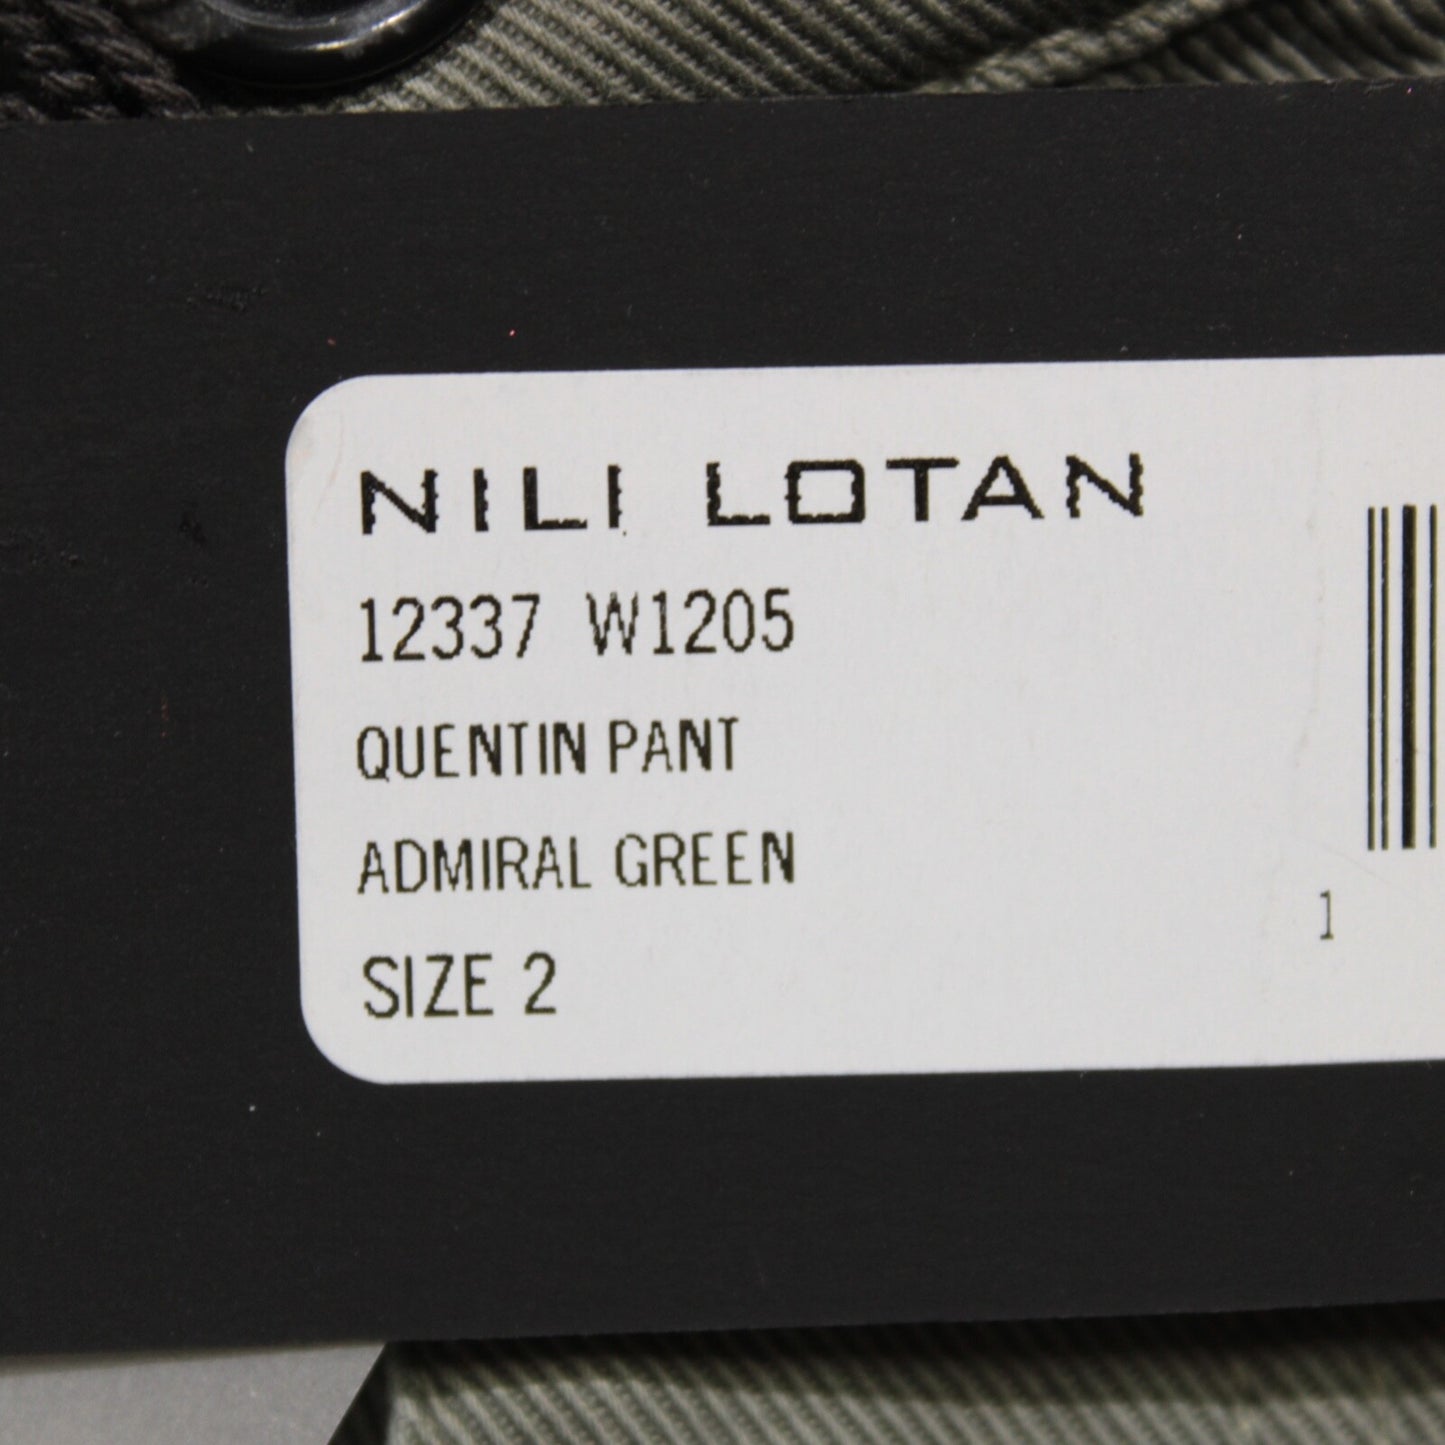 NILI LOTAN
12337 W1205
QUENTIN PANT
ADMIRAL GREEN
SIZE 2
1